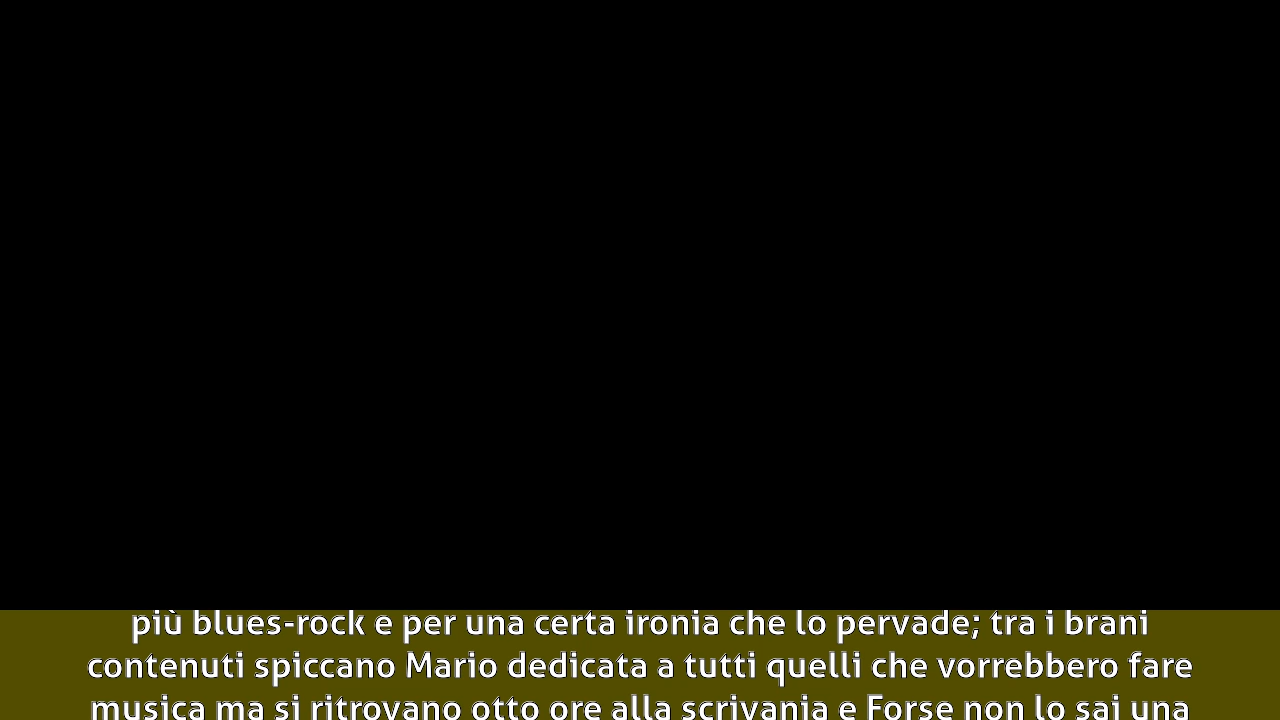 più blues-rock e per una certa ironia che lo pervade; tra i brani
contenuti spiccano Mario dedicata a tutti quelli che vorrebbero fare
musica ma si ritrovano otto ore alla scrivania e Forse non lo sai una